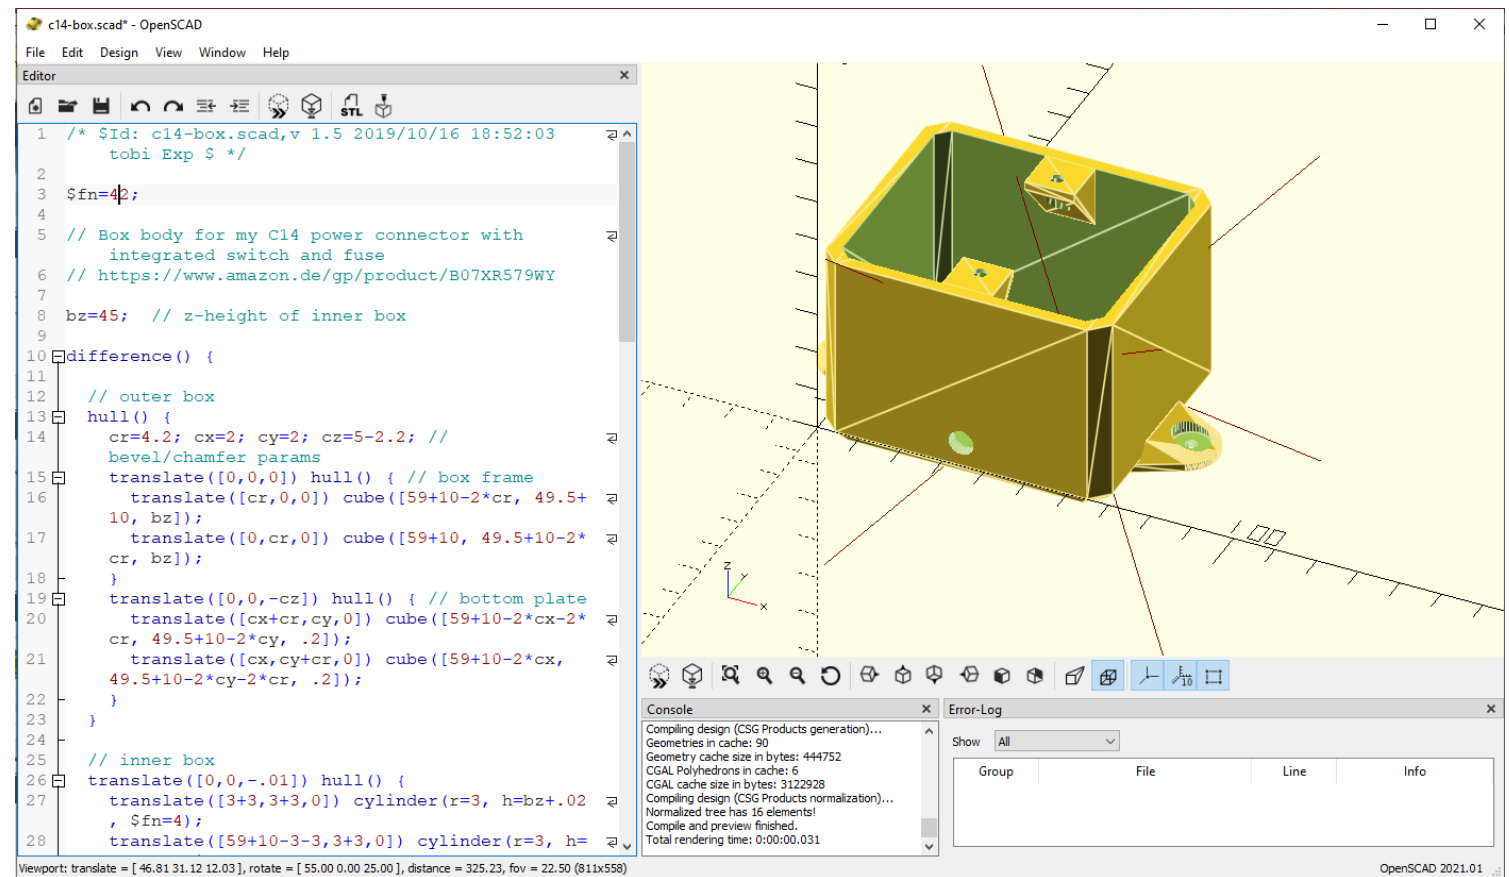 c14-box.scad* - OpenSCAD
File Edit Design View Window Help
Editor
STL
1 /* $Id: c14-box.scad,v 1.5 2019/10/16 18:52:03
tobi Exp $ */
2
3 $fn=42;
4
5 // Box body for my C14 power connector with
integrated switch and fuse
6 // https://www.amazon.de/gp/product/B07XR579WY
7
8 bz=45; // z-height of inner box
9
10 difference() {
11
12 // outer box
13 hull() {
14 cr=4.2; cx=2; cy=2; cz=5-2.2; //
bevel/chamfer params
15 translate([0,0,0]) hull() { // box frame
16 translate([cr,0,0]) cube([59+10-2*cr, 49.5+
10, bz]);
17 translate([0,cr,0]) cube([59+10, 49.5+10-2*
cr, bz]);
18 }
19 translate([0,0,-cz]) hull() { // bottom plate
20 translate([cx+cr,cy,0]) cube([59+10-2*cx-2*
cr, 49.5+10-2*cy, .2]);
21 translate([cx,cy+cr,0]) cube([59+10-2*cx,
49.5+10-2*cy-2*cr, .2]);
22 }
23 }
24
25 // inner box
26 translate([0,0,-.01]) hull() {
27 translate([3+3,3+3,0]) cylinder(r=3, h=bz+.02
, $fn=4);
28 translate([59+10-3-3,3+3,0]) cylinder(r=3, h=
100
z
y
x
10
Console
Compiling design (CSG Products generation)...
Geometries in cache: 90
Geometry cache size in bytes: 444752
CGAL Polyhedrons in cache: 6
CGAL cache size in bytes: 3122928
Compiling design (CSG Products normalization)...
Normalized tree has 16 elements!
Compile and preview finished.
Total rendering time: 0:00:00.031
Error-Log
Show All
Group File Line Info
Viewport: translate = [ 46.81 31.12 12.03 ], rotate = [ 55.00 0.00 25.00 ], distance = 325.23, fov = 22.50 (811x558)
OpenSCAD 2021.01